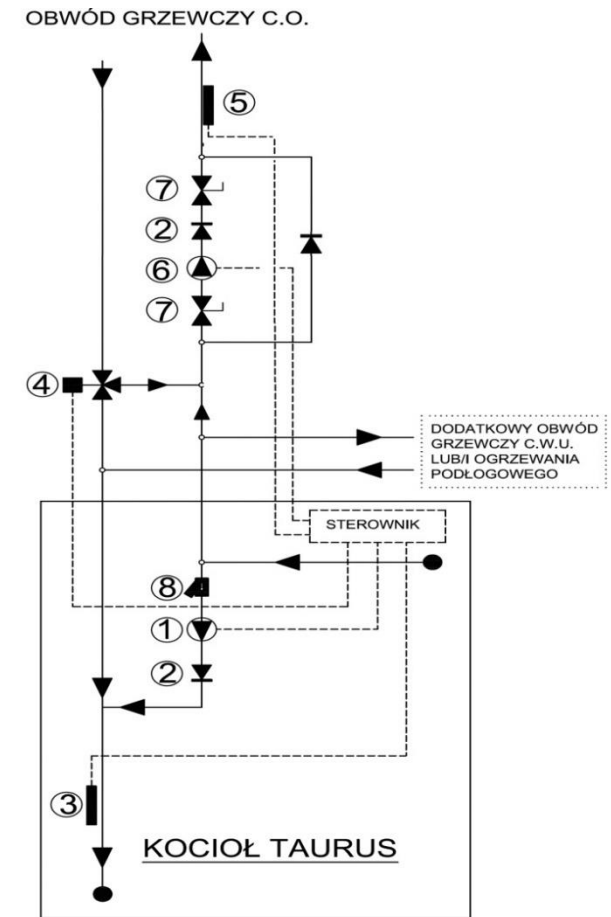 OBWÓD GRZEWCZY C.O.
5
7
2
6
7
4
DODATKOWY OBWÓD
GRZEWCZY C.W.U.
LUB/I OGRZEWANIA
PODŁOGOWEGO
STEROWNIK
8
1
2
3
KOCIOŁ TAURUS